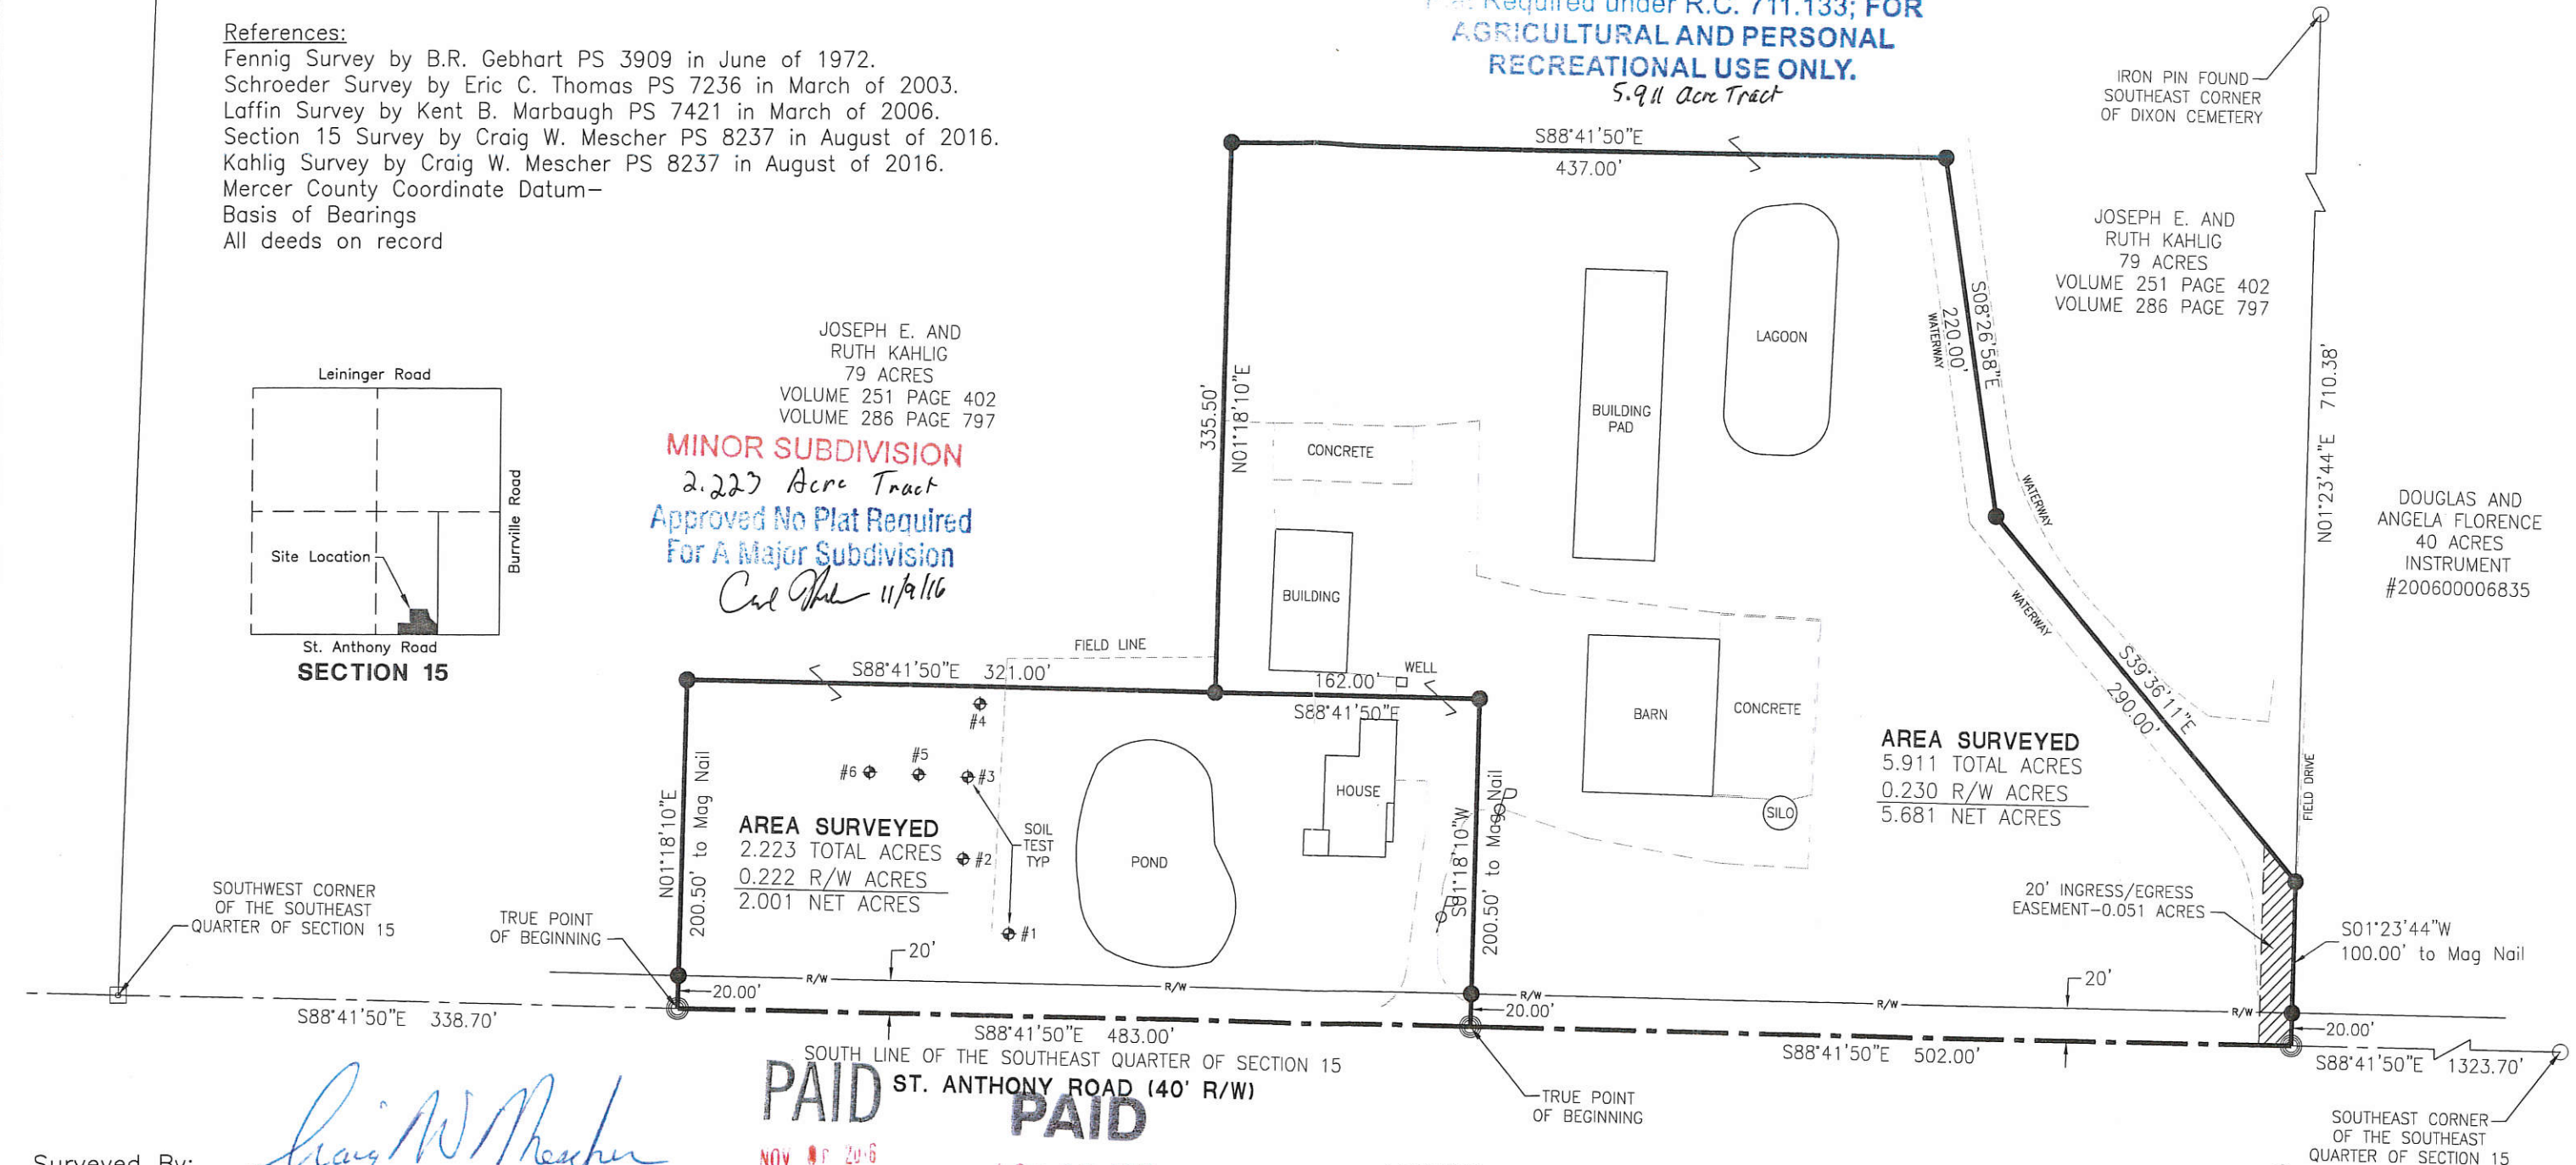 References:
Fennig Survey by B.R. Gebhart PS 3909 in June of 1972.
Schroeder Survey by Eric C. Thomas PS 7236 in March of 2003.
Laffin Survey by Kent B. Marbaugh PS 7421 in March of 2006.
Section 15 Survey by Craig W. Mescher PS 8237 in August of 2016.
Kahlig Survey by Craig W. Mescher PS 8237 in August of 2016.
Mercer County Coordinate Datum-
Basis of Bearings
All deeds on record
Required under R.C. 711.133; FOR
AGRICULTURAL AND PERSONAL
RECREATIONAL USE ONLY.
5.911 Acre Tract
IRON PIN FOUND
SOUTHEAST CORNER
OF DIXON CEMETERY
S88°41'50"E
437.00'
JOSEPH E. AND
RUTH KAHLIG
79 ACRES
VOLUME 251 PAGE 402
VOLUME 286 PAGE 797
JOSEPH E. AND
RUTH KAHLIG
79 ACRES
VOLUME 251 PAGE 402
VOLUME 286 PAGE 797
MINOR SUBDIVISION
2.223 Acre Tract
Approved No Plat Required
For A Major Subdivision
11/9/16
Leininger Road
Burrville Road
Site Location
St. Anthony Road
SECTION 15
335.50'
N01°18'10"E
CONCRETE
BUILDING
BUILDING
PAD
LAGOON
S08°26'58"E
220.00'
WATERWAY
WATERWAY
WATERWAY
S39°36'11"E
290.00'
N01°23'44"E 710.38'
DOUGLAS AND
ANGELA FLORENCE
40 ACRES
INSTRUMENT
#200600006835
FIELD LINE
S88°41'50"E 321.00'
162.00'
WELL
S88°41'50"E
BARN
CONCRETE
SILO
#4
#5
#6
#3
#2
#1
SOIL
TEST
TYP
POND
HOUSE
N01°18'10"E
200.50' to Mag Nail
AREA SURVEYED
2.223 TOTAL ACRES
0.222 R/W ACRES
2.001 NET ACRES
S01°18'10"W
200.50' to Mag Nail
AREA SURVEYED
5.911 TOTAL ACRES
0.230 R/W ACRES
5.681 NET ACRES
FIELD DRIVE
20' INGRESS/EGRESS
EASEMENT-0.051 ACRES
S01°23'44"W
100.00' to Mag Nail
SOUTHWEST CORNER
OF THE SOUTHEAST
QUARTER OF SECTION 15
TRUE POINT
OF BEGINNING
20'
20'
R/W
R/W
R/W
R/W
R/W
20.00'
20.00'
20.00'
S88°41'50"E 338.70'
S88°41'50"E 483.00'
S88°41'50"E 502.00'
S88°41'50"E 1323.70'
SOUTH LINE OF THE SOUTHEAST QUARTER OF SECTION 15
ST. ANTHONY ROAD (40' R/W)
TRUE POINT
OF BEGINNING
SOUTHEAST CORNER
OF THE SOUTHEAST
QUARTER OF SECTION 15
PAID
PAID
Surveyed By:
Craig W Mescher